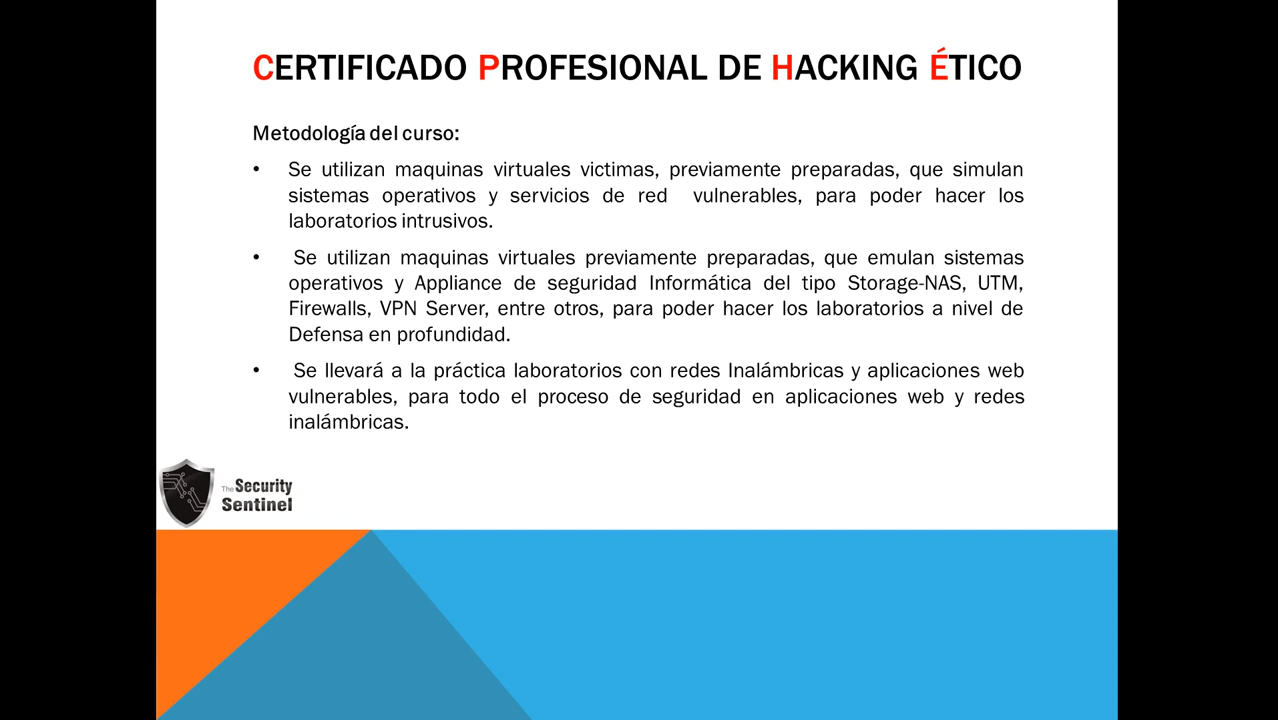 CERTIFICADO PROFESIONAL DE HACKING ÉTICO
Metodología del curso:
• Se utilizan maquinas virtuales victimas, previamente preparadas, que simulan
sistemas operativos y servicios de red vulnerables, para poder hacer los
laboratorios intrusivos.
• Se utilizan maquinas virtuales previamente preparadas, que emulan sistemas
operativos y Appliance de seguridad Informática del tipo Storage-NAS, UTM,
Firewalls, VPN Server, entre otros, para poder hacer los laboratorios a nivel de
Defensa en profundidad.
• Se llevará a la práctica laboratorios con redes Inalámbricas y aplicaciones web
vulnerables, para todo el proceso de seguridad en aplicaciones web y redes
inalámbricas.
The Security
Sentinel